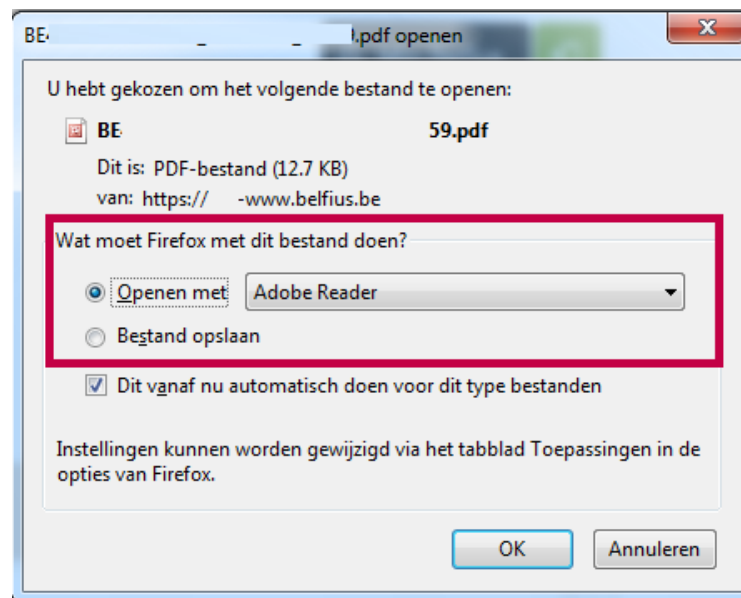 BE .pdf openen
U hebt gekozen om het volgende bestand te openen:
BE 59.pdf
Dit is: PDF-bestand (12.7 KB)
van: https:// -www.belfius.be
Wat moet Firefox met dit bestand doen?
Openen met Adobe Reader
Bestand opslaan
Dit vanaf nu automatisch doen voor dit type bestanden
Instellingen kunnen worden gewijzigd via het tabblad Toepassingen in de
opties van Firefox.
OK Annuleren